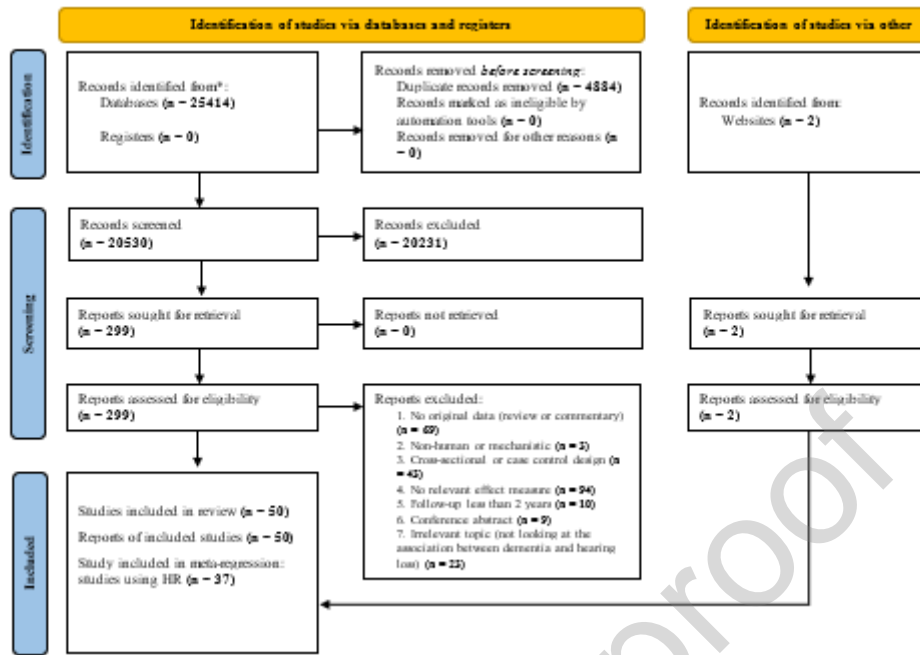 Identification of studies via databases and registers
Identification of studies via other
Identification
Records identified from*:
Databases (n = 25414)
Registers (n = 0)
Records removed before screening:
Duplicate records removed (n = 4884)
Records marked as ineligible by
automation tools (n = 0)
Records removed for other reasons (n
= 0)
Records identified from:
Websites (n = 2)
Screening
Records screened
(n = 20530)
Records excluded
(n = 20231)
Reports sought for retrieval
(n = 299)
Reports not retrieved
(n = 0)
Reports sought for retrieval
(n = 2)
Reports assessed for eligibility
(n = 299)
Reports excluded:
1. No original data (review or commentary)
(n = 69)
2. Non-human or mechanistic (n =
3. Cross-sectional or case control design (n
4. No relevant effect measure (n = 94)
5. Follow-up less than 2 years (n = 10)
6. Conference abstract (n = 9)
7. Irrelevant topic (not looking at the
association between dementia and hearing
loss) (n =
Reports assessed for eligibility
(n = 2)
Included
Studies included in review (n = 50)
Reports of included studies (n = 50)
Study included in meta-regression:
studies using HR (n = 37)
proof